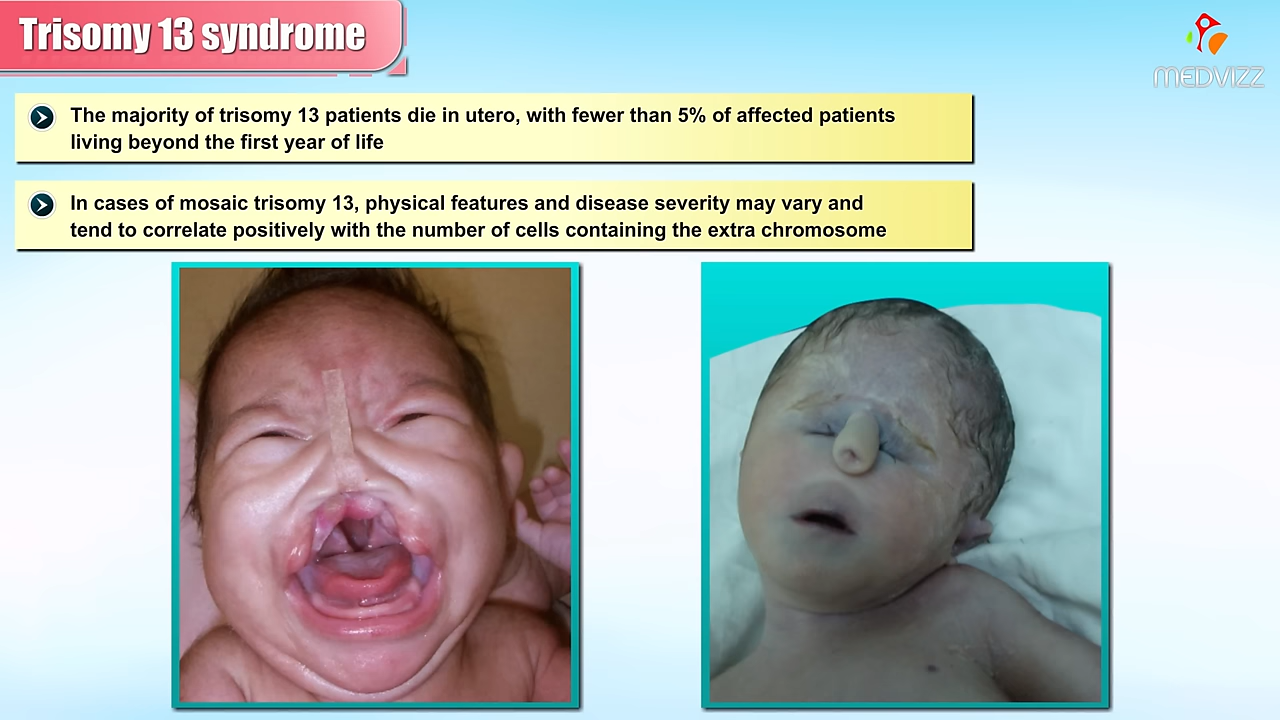 Trisomy 13 syndrome
MEDVIZZ
The majority of trisomy 13 patients die in utero, with fewer than 5% of affected patients
living beyond the first year of life
In cases of mosaic trisomy 13, physical features and disease severity may vary and
tend to correlate positively with the number of cells containing the extra chromosome